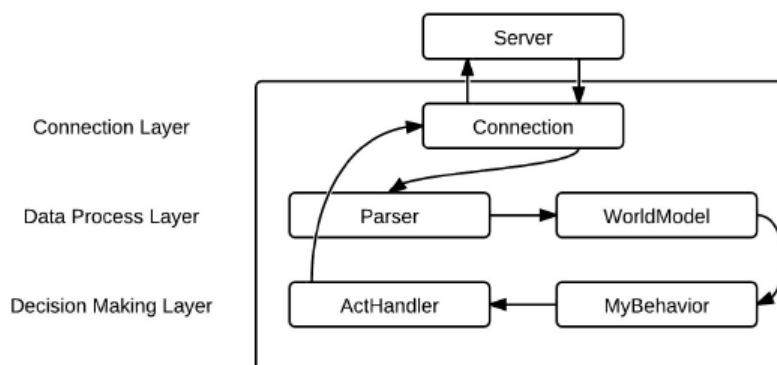 Server
Connection Layer
Connection
Data Process Layer
Parser
WorldModel
Decision Making Layer
ActHandler
MyBehavior